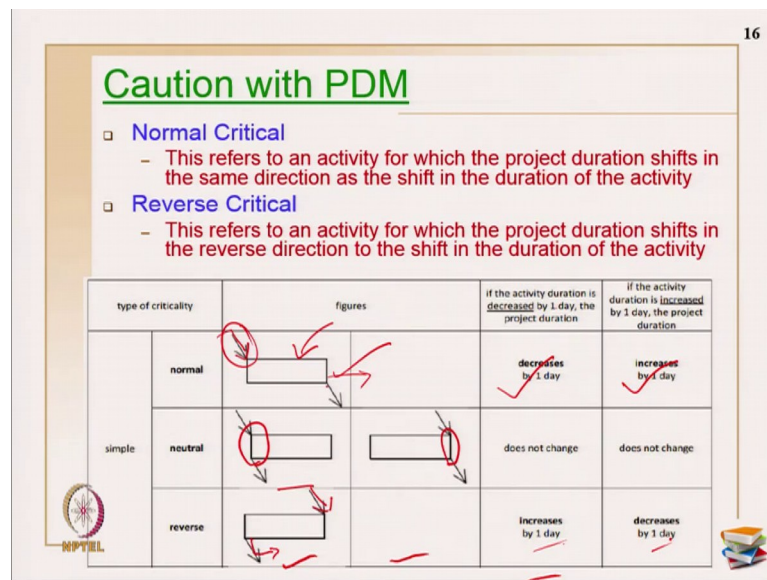 16
Caution with PDM
Normal Critical
– This refers to an activity for which the project duration shifts in
the same direction as the shift in the duration of the activity
Reverse Critical
– This refers to an activity for which the project duration shifts in
the reverse direction to the shift in the duration of the activity
type of criticality
figures
if the activity duration is
decreased by 1 day, the
project duration
if the activity
duration is increased
by 1 day, the project
duration
simple
normal
decreases
by 1 day
increases
by 1 day
neutral
does not change
does not change
reverse
increases
by 1 day
decreases
by 1 day
NPTEL